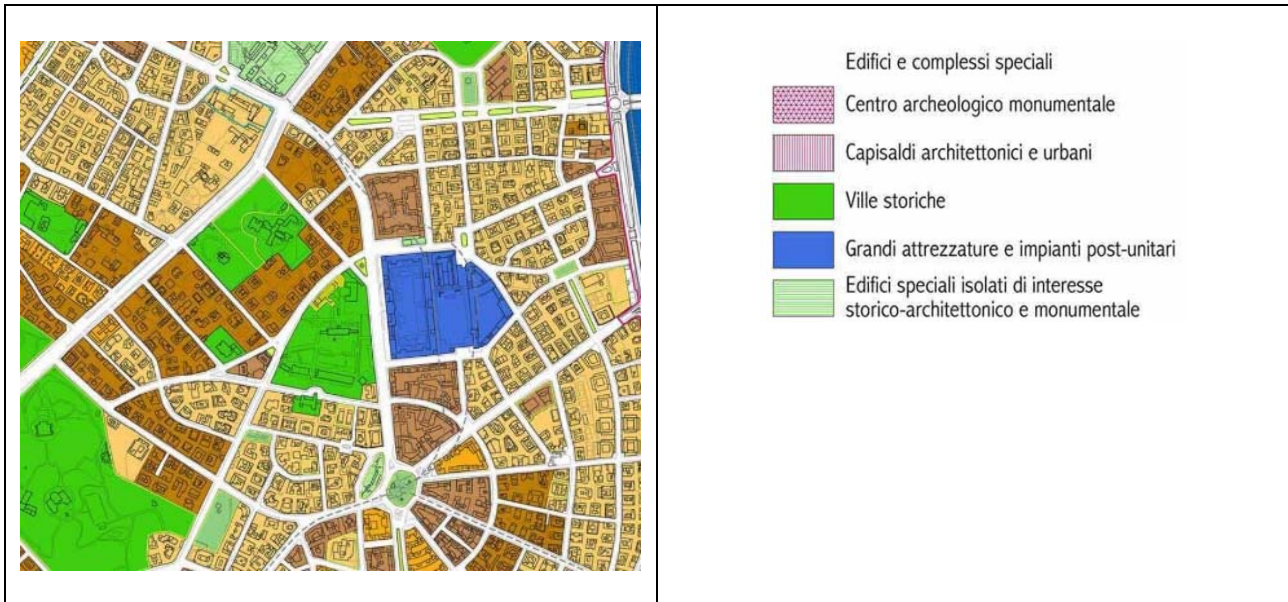 Edifici e complessi speciali
Centro archeologico monumentale
Capisaldi architettonici e urbani
Ville storiche
Grandi attrezzature e impianti post-unitari
Edifici speciali isolati di interesse
storico-architettonico e monumentale